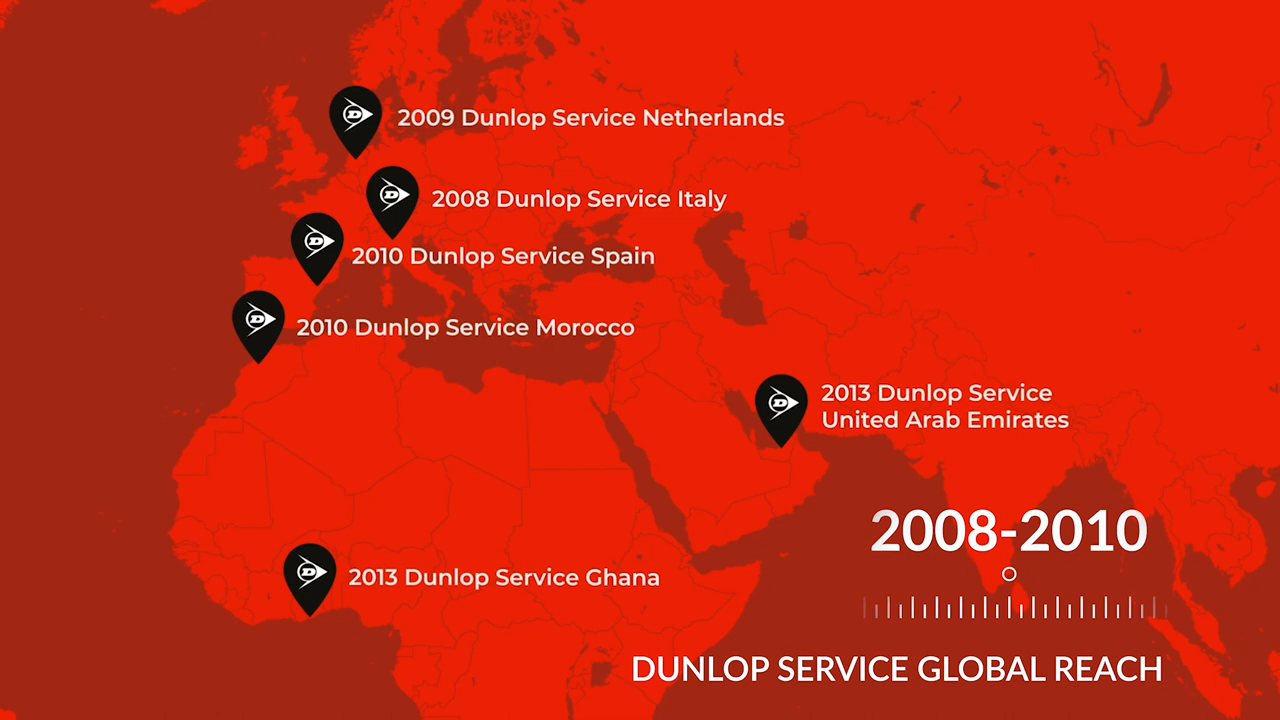 2009 Dunlop Service Netherlands
2008 Dunlop Service Italy
2010 Dunlop Service Spain
2010 Dunlop Service Morocco
2013 Dunlop Service
United Arab Emirates
2008-2010
2013 Dunlop Service Ghana
DUNLOP SERVICE GLOBAL REACH